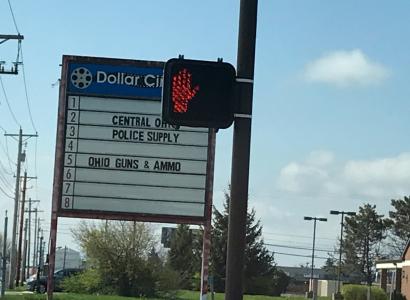 Dollar Ci
1
2 CENTRAL OHIO
3 POLICE SUPPLY
4
5 OHIO GUNS & AMMO
6
7
8